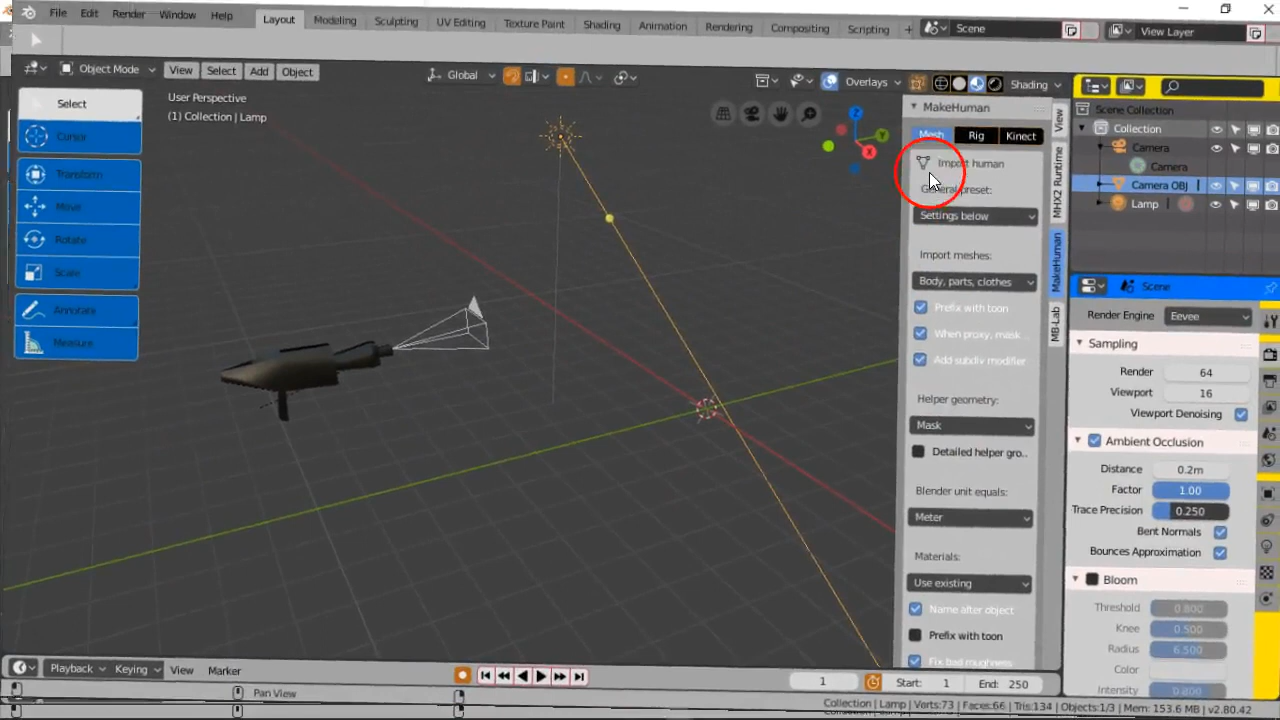 File Edit Render Window Help Layout Modeling Sculpting UV Editing Texture Paint Shading Animation Rendering Compositing Scripting + Scene View Layer
Object Mode View Select Add Object Global Overlays Shading
User Perspective
(1) Collection | Lamp
Select
Cursor
Transform
Move
Rotate
Scale
Annotate
Measure
MakeHuman
Mesh Rig Kinect
Import human
General preset:
Settings below
Import meshes:
Body, parts, clothes
Prefix with toon
When proxy, mask
Add subdiv modifier
Helper geometry:
Mask
Detailed helper gro..
Blender unit equals:
Meter
Materials:
Use existing
Name after object
Prefix with toon
Fix bad roughness
View
MHX2 Runtime
MakeHuman
MB-Lab
Scene Collection
Collection
Camera
Camera
Camera OBJ
Lamp
Scene
Render Engine Eevee
Sampling
Render 64
Viewport 16
Viewport Denoising
Ambient Occlusion
Distance 0.2m
Factor 1.00
Trace Precision 0.250
Bent Normals
Bounces Approximation
Bloom
Threshold 0.800
Knee 0.500
Radius 6.500
Color
Intensity 0.800
Playback Keying View Marker 1 Start: 1 End: 250
Pan View
Collection | Lamp | Verts:73 | Faces:66 | Tris:134 | Objects:1/3 | Mem: 153.6 MB | v2.80.42